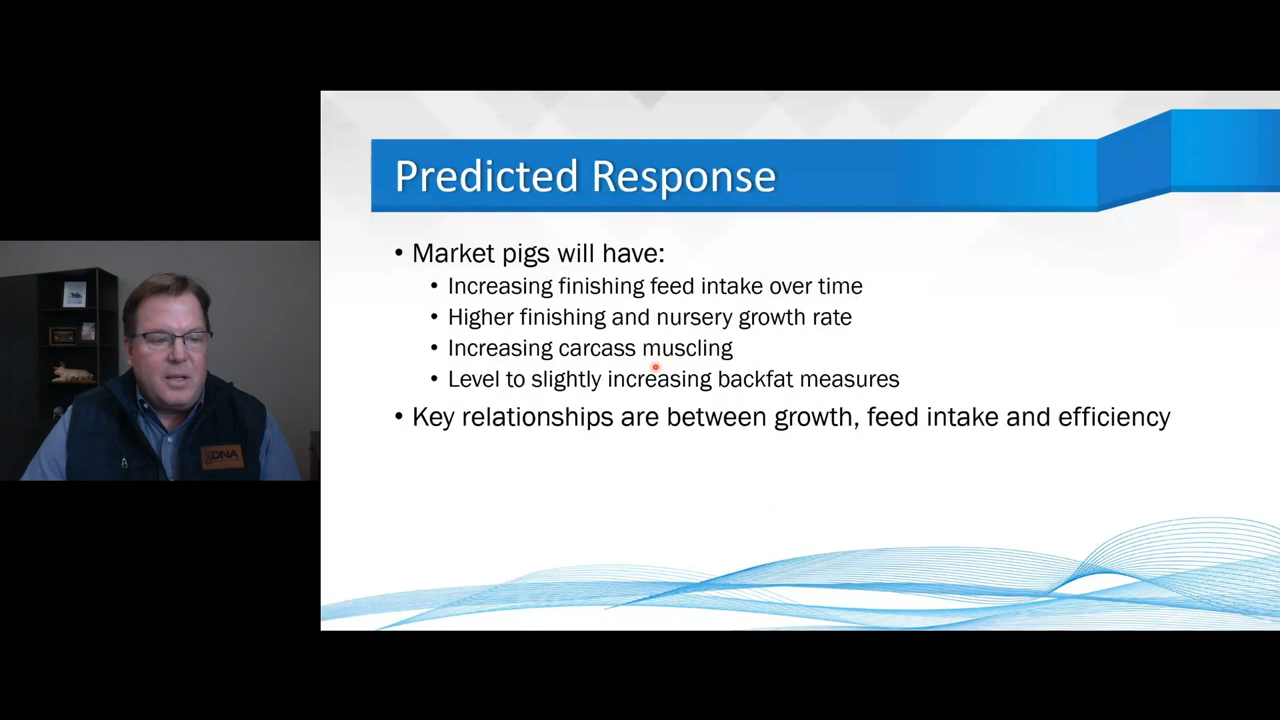 Predicted Response
• Market pigs will have:
• Increasing finishing feed intake over time
• Higher finishing and nursery growth rate
• Increasing carcass muscling
• Level to slightly increasing backfat measures
• Key relationships are between growth, feed intake and efficiency
DNA